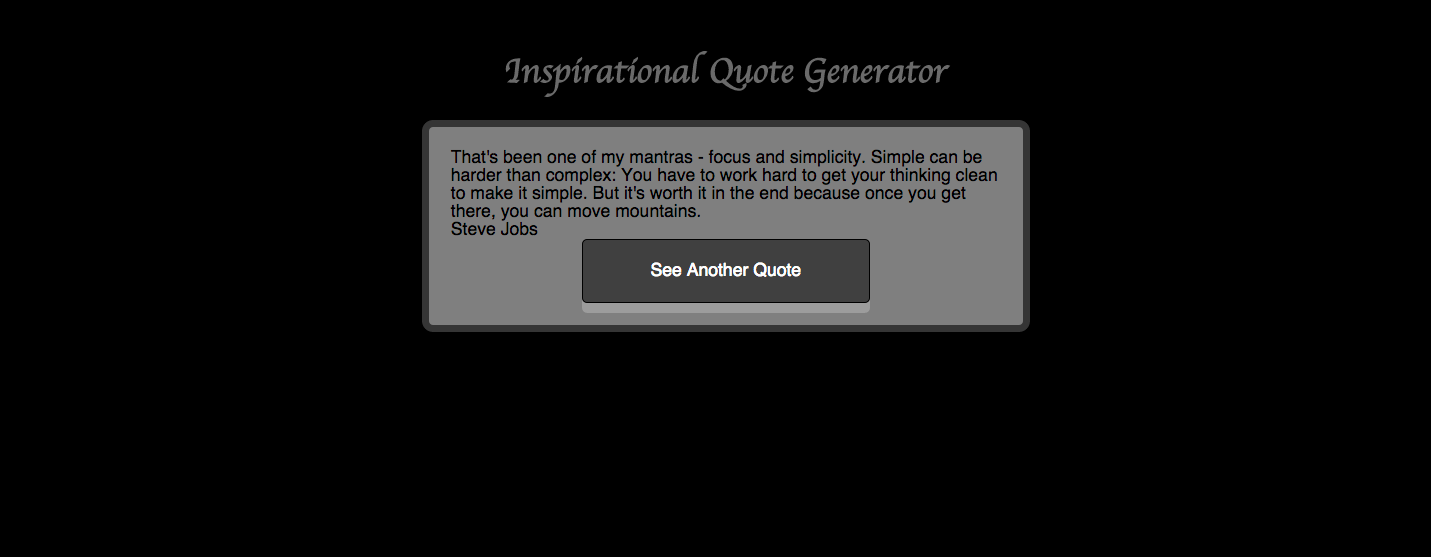 Inspirational Quote Generator
That's been one of my mantras - focus and simplicity. Simple can be
harder than complex: You have to work hard to get your thinking clean
to make it simple. But it's worth it in the end because once you get
there, you can move mountains.
Steve Jobs
See Another Quote